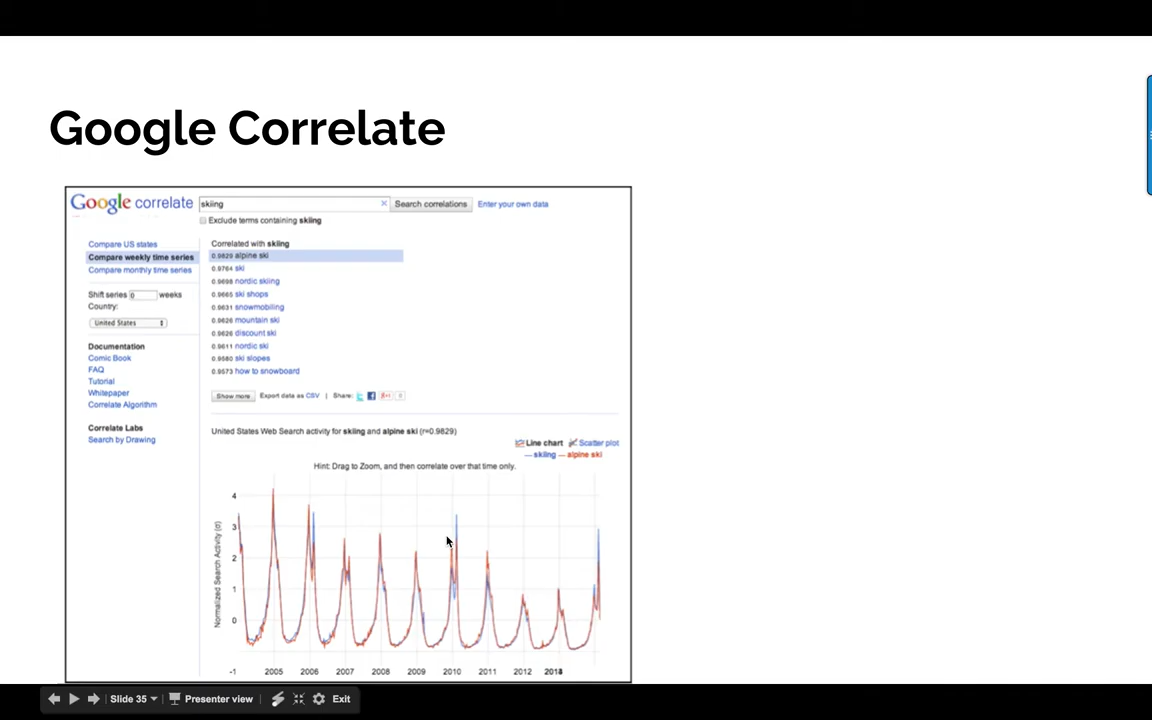 Google Correlate
Google correlate skiing × Search correlations Enter your own data
Exclude terms containing skiing
Compare US states
Compare weekly time series
Compare monthly time series
Shift series 0 weeks
Country:
United States
Documentation
Comic Book
FAQ
Tutorial
Whitepaper
Correlate Algorithm
Correlate Labs
Search by Drawing
Correlated with skiing
0.9829 alpine ski
0.9764 ski
0.9698 nordic skiing
0.9665 ski shops
0.9631 snowmobiling
0.9626 mountain ski
0.9626 discount ski
0.9611 nordic ski
0.9580 ski slopes
0.9573 how to snowboard
Show more Export data as CSV | Share: 0
United States Web Search activity for skiing and alpine ski (r=0.9829)
Line chart Scatter plot
skiing alpine ski
Hint: Drag to Zoom, and then correlate over that time only.
Normalized Search Activity (σ)
4
3
2
1
0
-1 2005 2006 2007 2008 2009 2010 2011 2012 2013
Slide 35 Presenter view Exit